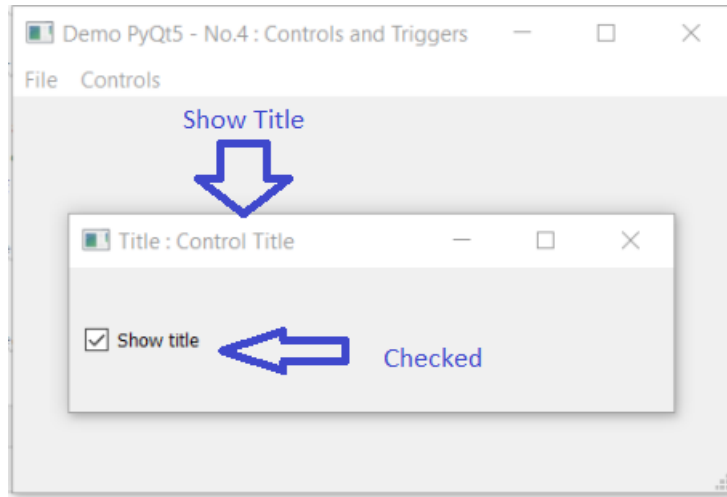 Demo PyQt5 - No.4 : Controls and Triggers
File Controls
Show Title
Title : Control Title
Show title
Checked